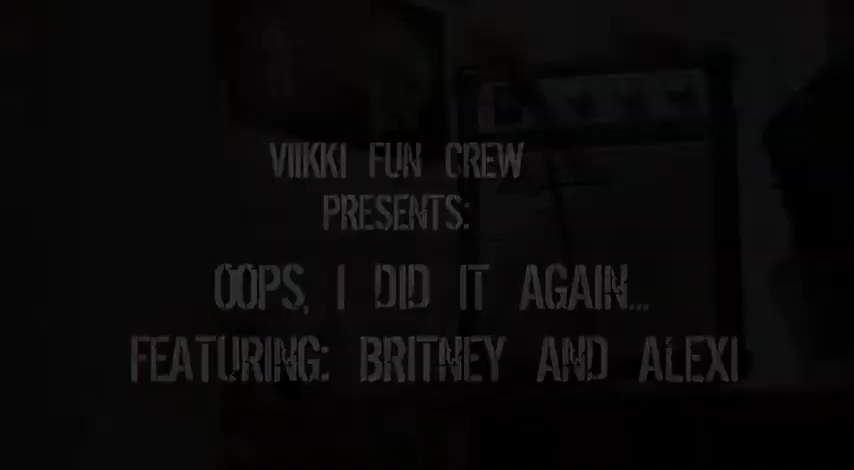 VIIKKI FUN CREW
PRESENTS:
OOPS, I DID IT AGAIN...
FEATURING: BRITNEY AND ALEXI